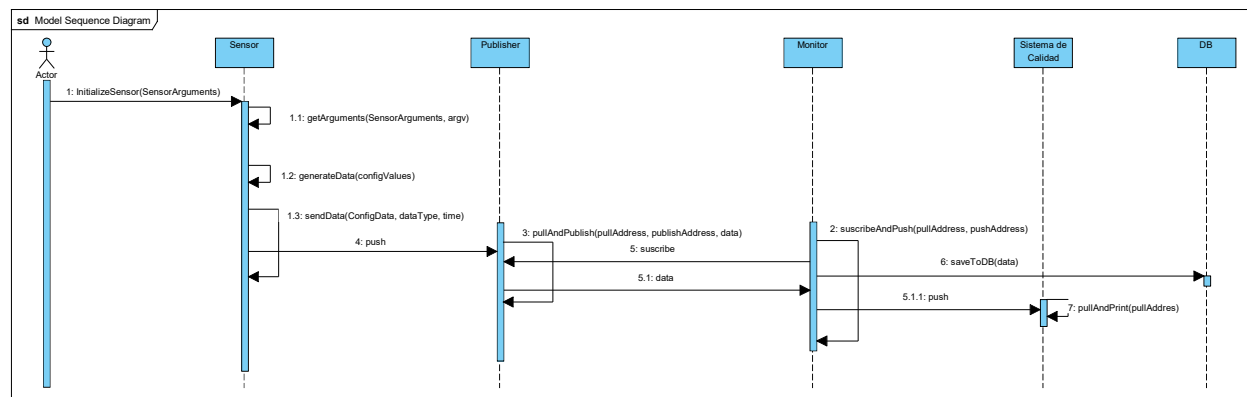 sd Model Sequence Diagram
Actor
Sensor
Publisher
Monitor
Sistema de
Calidad
DB
1: InitializeSensor(SensorArguments)
1.1: getArguments(SensorArguments, argv)
1.2: generateData(configValues)
1.3: sendData(ConfigData, dataType, time)
4: push
3: pullAndPublish(pullAddress, publishAddress, data)
2: suscribeAndPush(pullAddress, pushAddress)
5: suscribe
6: saveToDB(data)
5.1: data
5.1.1: push
7: pullAndPrint(pullAddres)